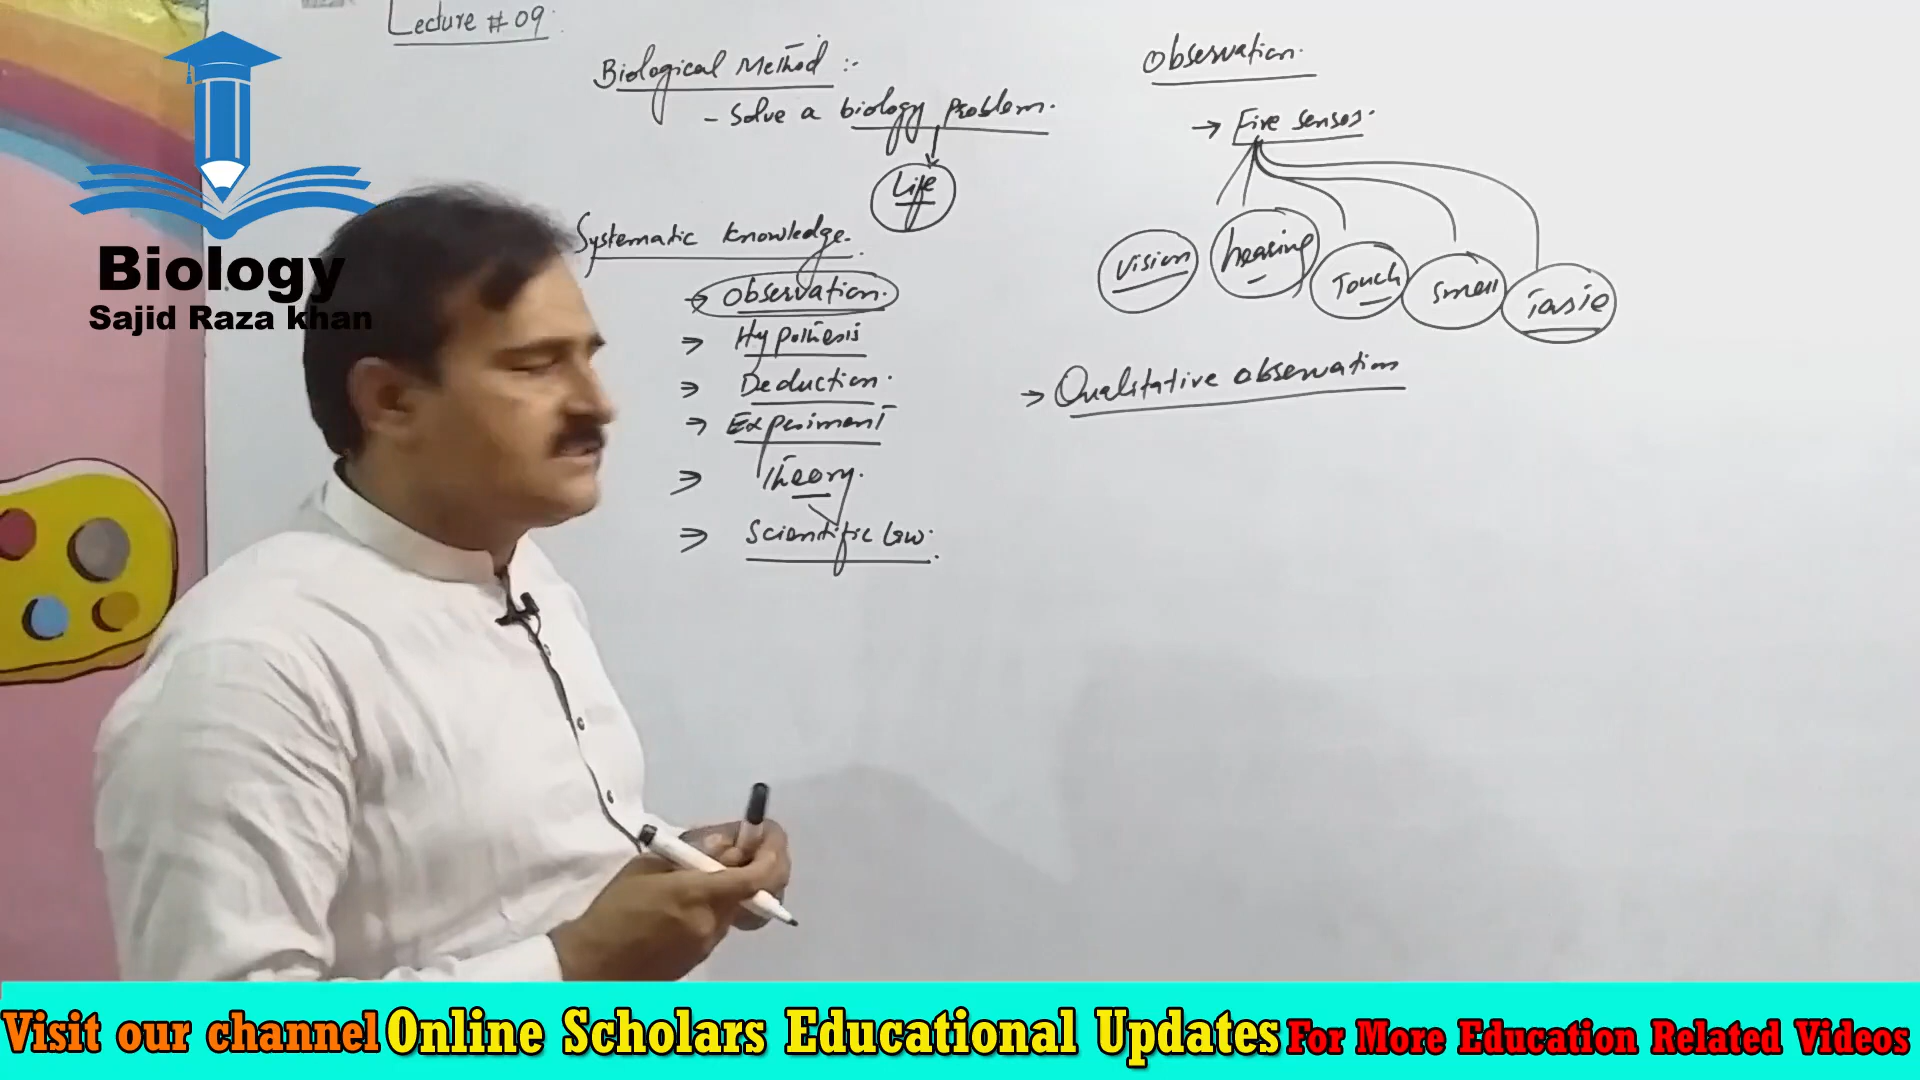 Lecture # 09.
Biological Method :-
- Solve a biology Problem.
Life
Systematic knowledge.
→ Observation.
⇒ Hypothesis
⇒ Deduction.
⇒ Experiment
⇒ Theory.
⇒ Scientific law.
Observation.
→ Five senses.
vision
hearing
Touch
Smell
Taste
→ Qualitative observation
Biology
Sajid Raza khan
Visit our channel Online Scholars Educational Updates For More Education Related Videos